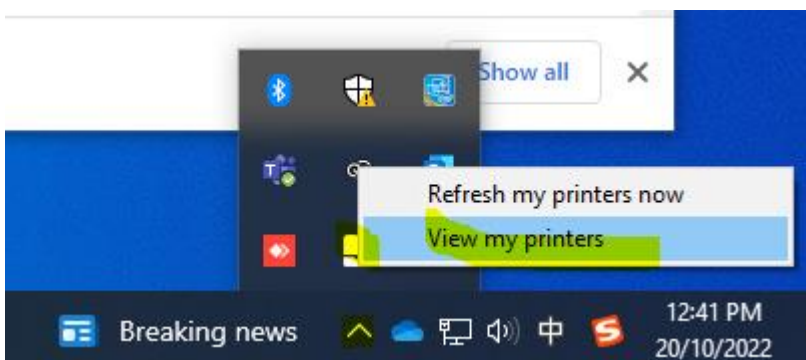 Show all
Refresh my printers now
View my printers
Breaking news
中
12:41 PM
20/10/2022